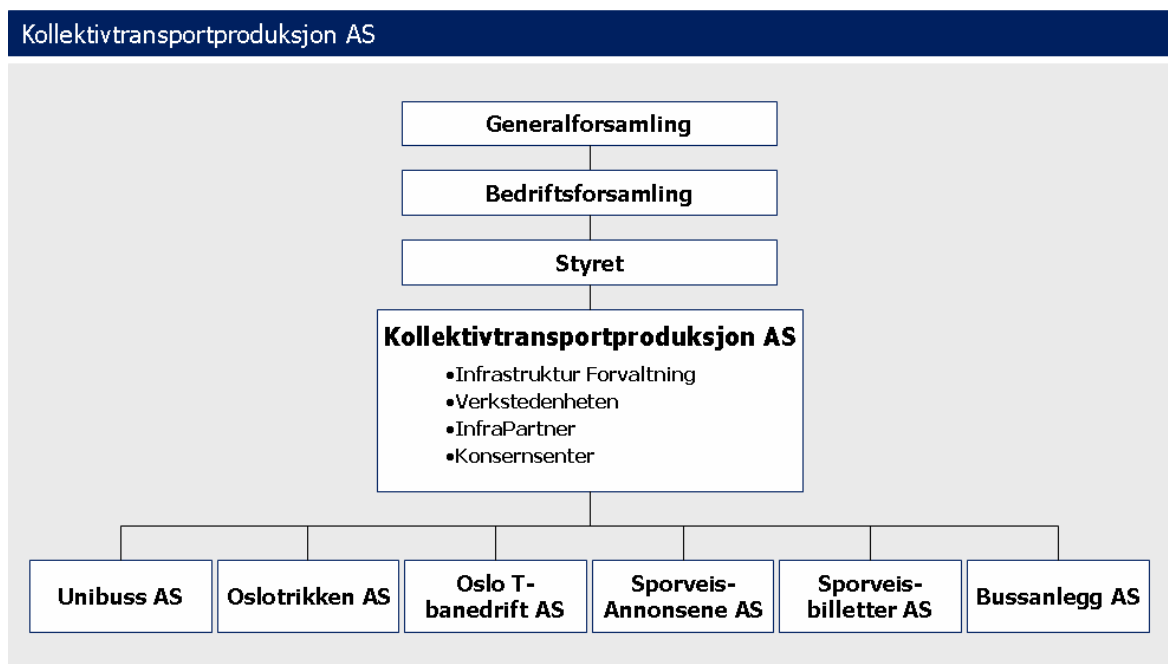 Kollektivtransportproduksjon AS
Generalforsamling
Bedriftsforsamling
Styret
Kollektivtransportproduksjon AS
•Infrastruktur Forvaltning
•Verkstedenheten
•InfraPartner
•Konsernsenter
Unibuss AS
Oslotrikken AS
Oslo T-
banedrift AS
Sporveis-
Annonsene AS
Sporveis-
billetter AS
Bussanlegg AS